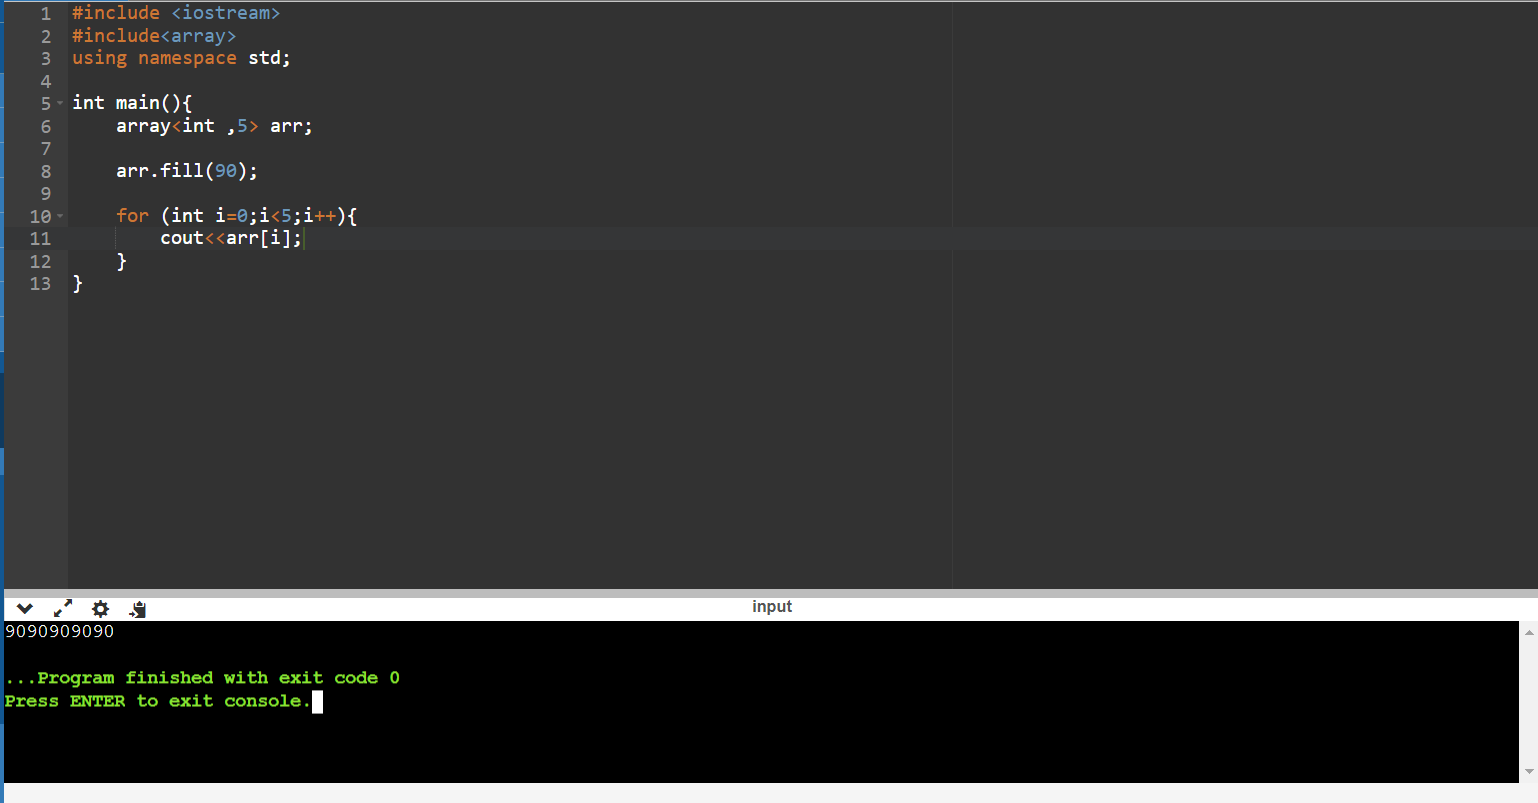 1 #include <iostream>
2 #include<array>
3 using namespace std;
4
5 int main(){
6     array<int ,5> arr;
7
8     arr.fill(90);
9
10     for (int i=0;i<5;i++){
11         cout<<arr[i];
12     }
13 }
input
9090909090
...Program finished with exit code 0
Press ENTER to exit console.